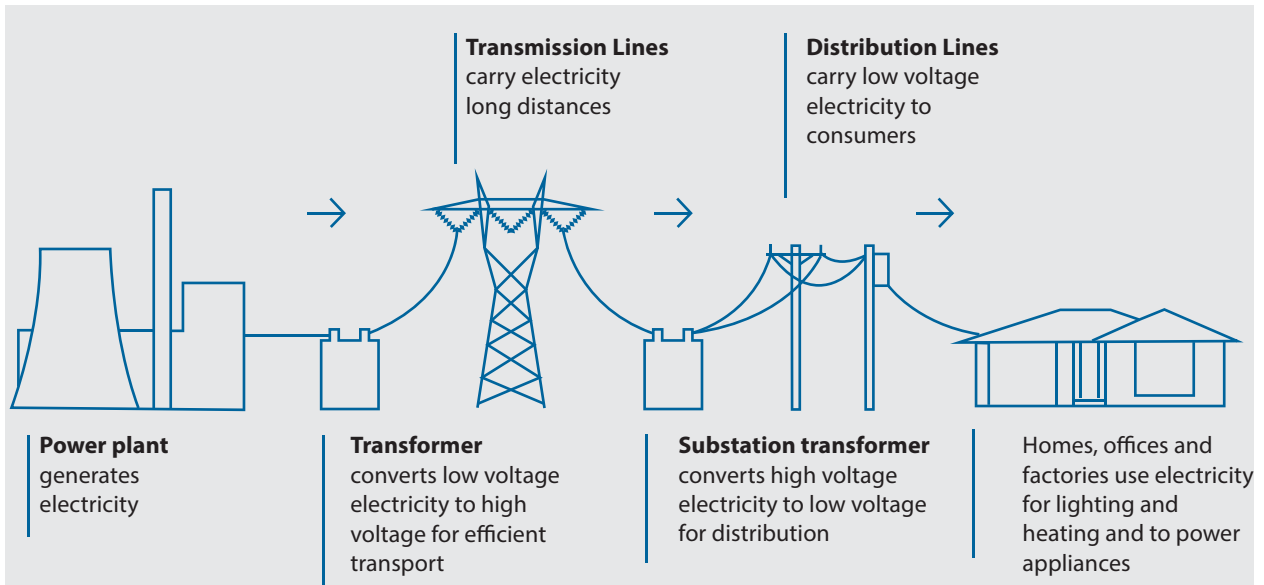 Transmission Lines
carry electricity
long distances
Distribution Lines
carry low voltage
electricity to
consumers
Power plant
generates
electricity
Transformer
converts low voltage
electricity to high
voltage for efficient
transport
Substation transformer
converts high voltage
electricity to low voltage
for distribution
Homes, offices and
factories use electricity
for lighting and
heating and to power
appliances